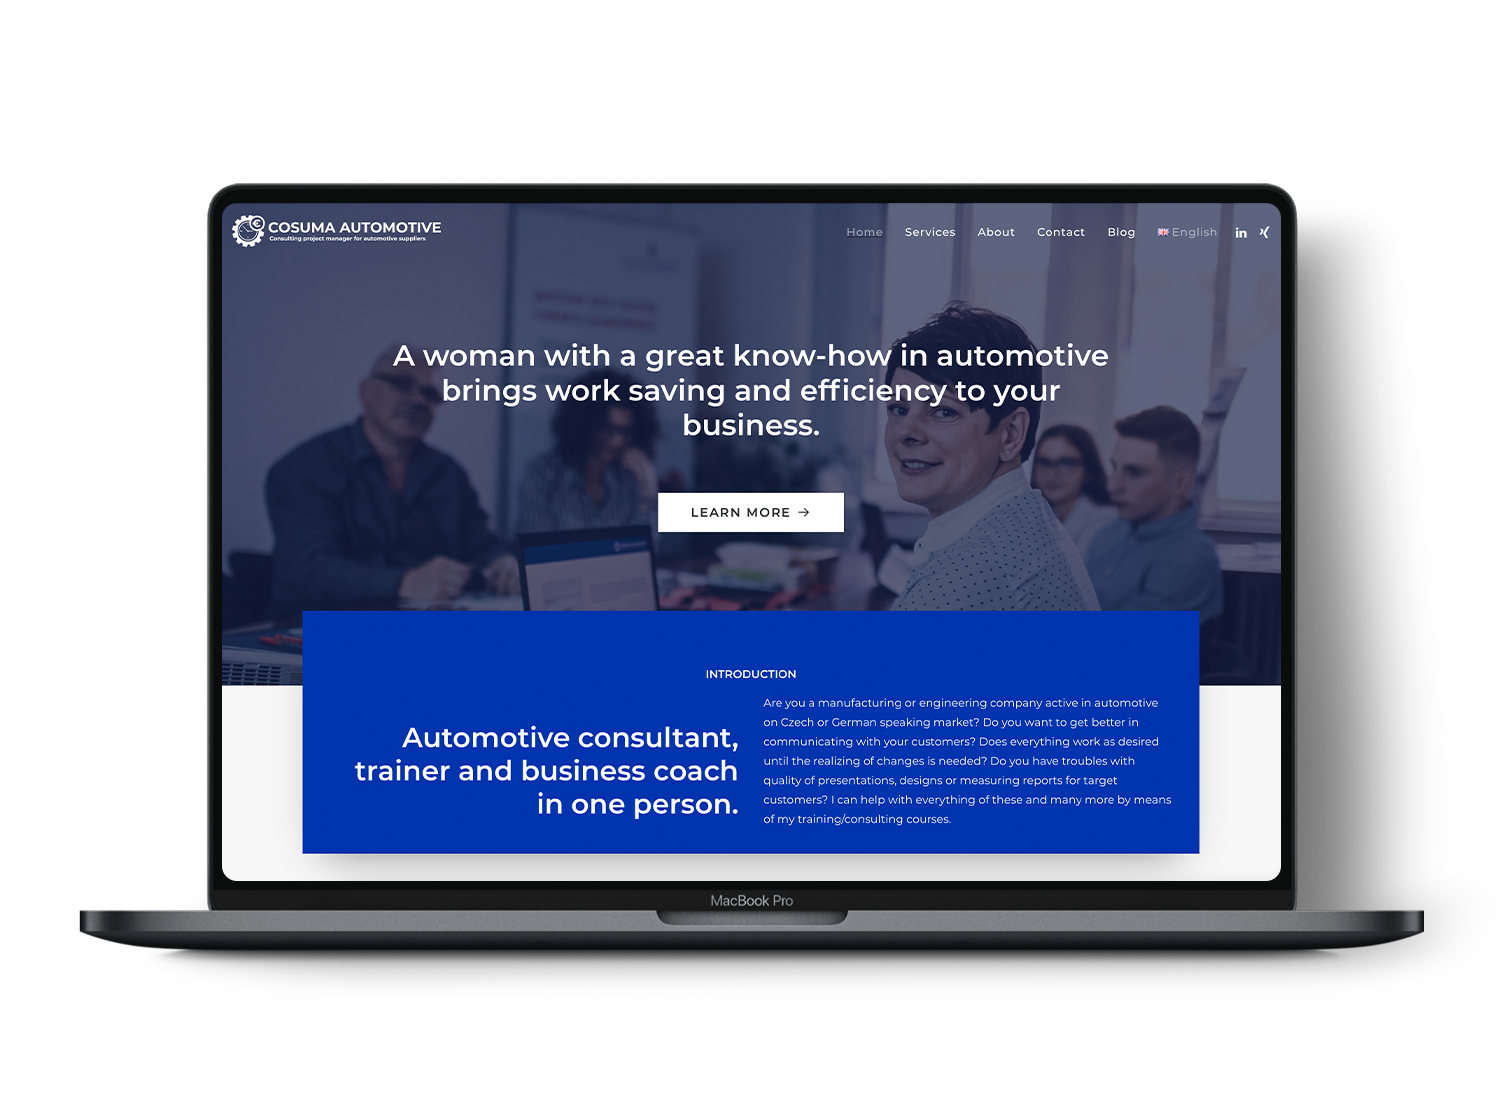 COSUMA AUTOMOTIVE
Consulting project manager for automotive suppliers
Home Services About Contact Blog English in
A woman with a great know-how in automotive
brings work saving and efficiency to your
business.
LEARN MORE →
INTRODUCTION
Automotive consultant,
trainer and business coach
in one person.
Are you a manufacturing or engineering company active in automotive
on Czech or German speaking market? Do you want to get better in
communicating with your customers? Does everything work as desired
until the realizing of changes is needed? Do you have troubles with
quality of presentations, designs or measuring reports for target
customers? I can help with everything of these and many more by means
of my training/consulting courses.
MacBook Pro